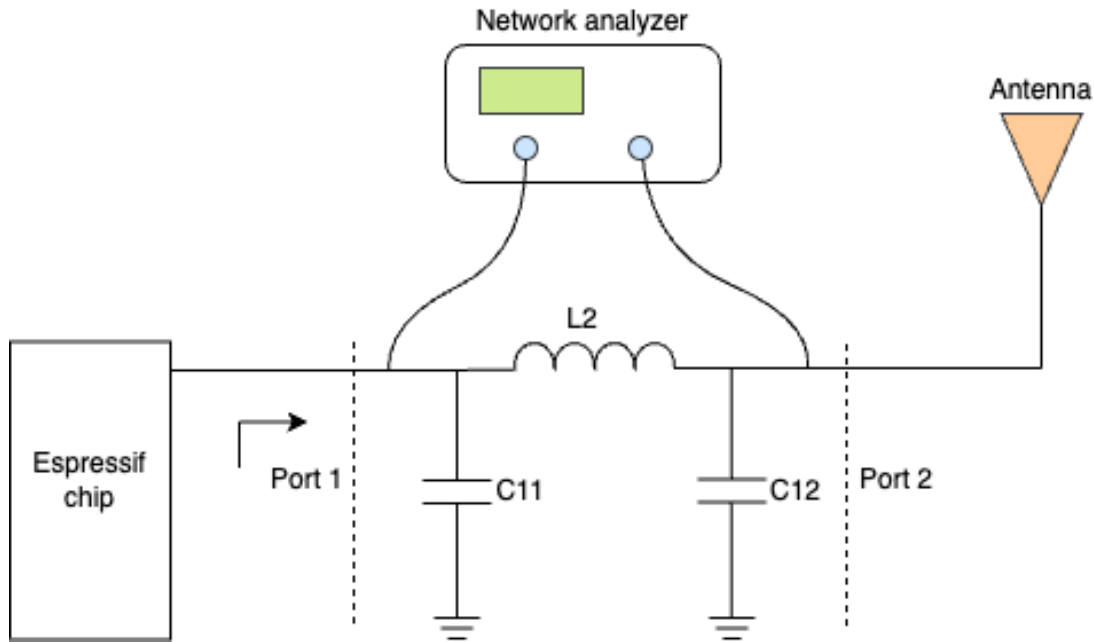 Network analyzer
Antenna
L2
Espressif
chip
Port 1
C11
C12
Port 2